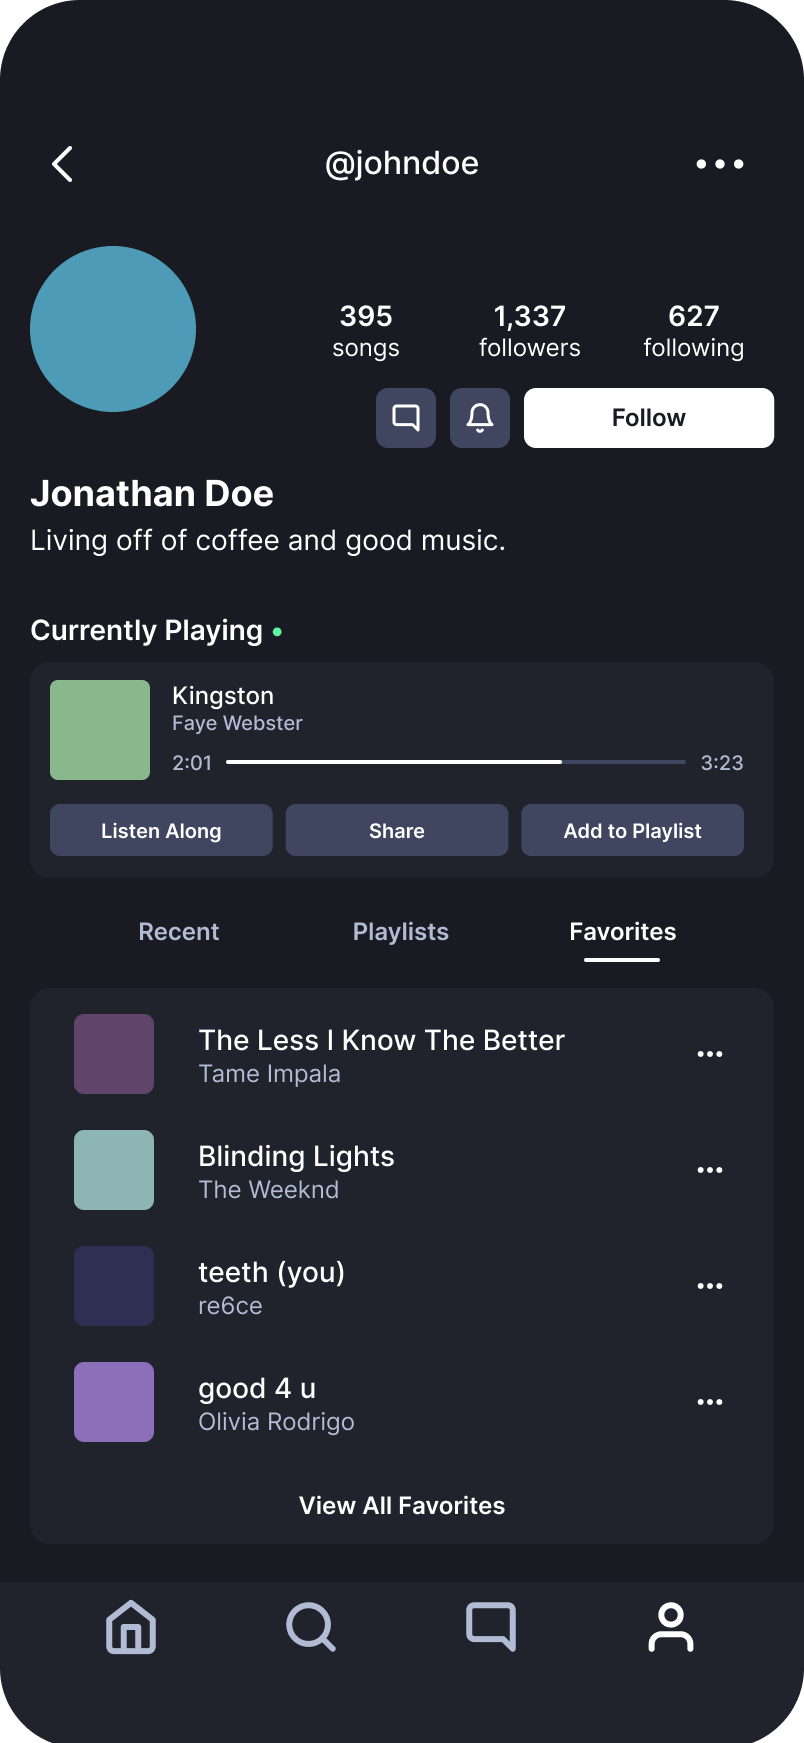 @johndoe
395 1,337 627
songs followers following
Follow
Jonathan Doe
Living off of coffee and good music.
Currently Playing
Kingston
Faye Webster
2:01 3:23
Listen Along Share Add to Playlist
Recent Playlists Favorites
The Less I Know The Better
Tame Impala
Blinding Lights
The Weeknd
teeth (you)
re6ce
good 4 u
Olivia Rodrigo
View All Favorites